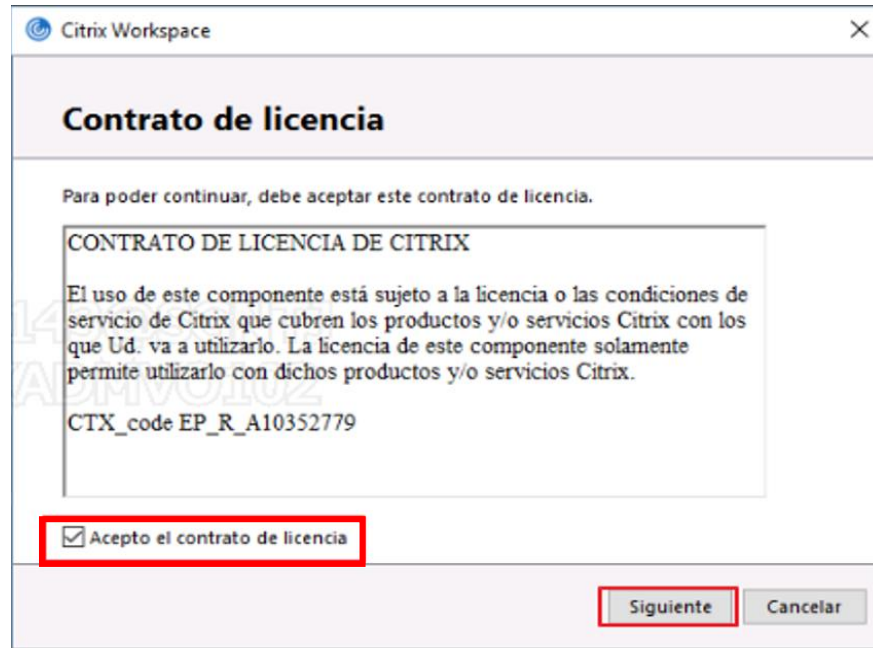 Citrix Workspace
Contrato de licencia
Para poder continuar, debe aceptar este contrato de licencia.
CONTRATO DE LICENCIA DE CITRIX
El uso de este componente está sujeto a la licencia o las condiciones de
servicio de Citrix que cubren los productos y/o servicios Citrix con los
que Ud. va a utilizarlo. La licencia de este componente solamente
permite utilizarlo con dichos productos y/o servicios Citrix.
CTX_code EP_R_A10352779
Acepto el contrato de licencia
Siguiente
Cancelar